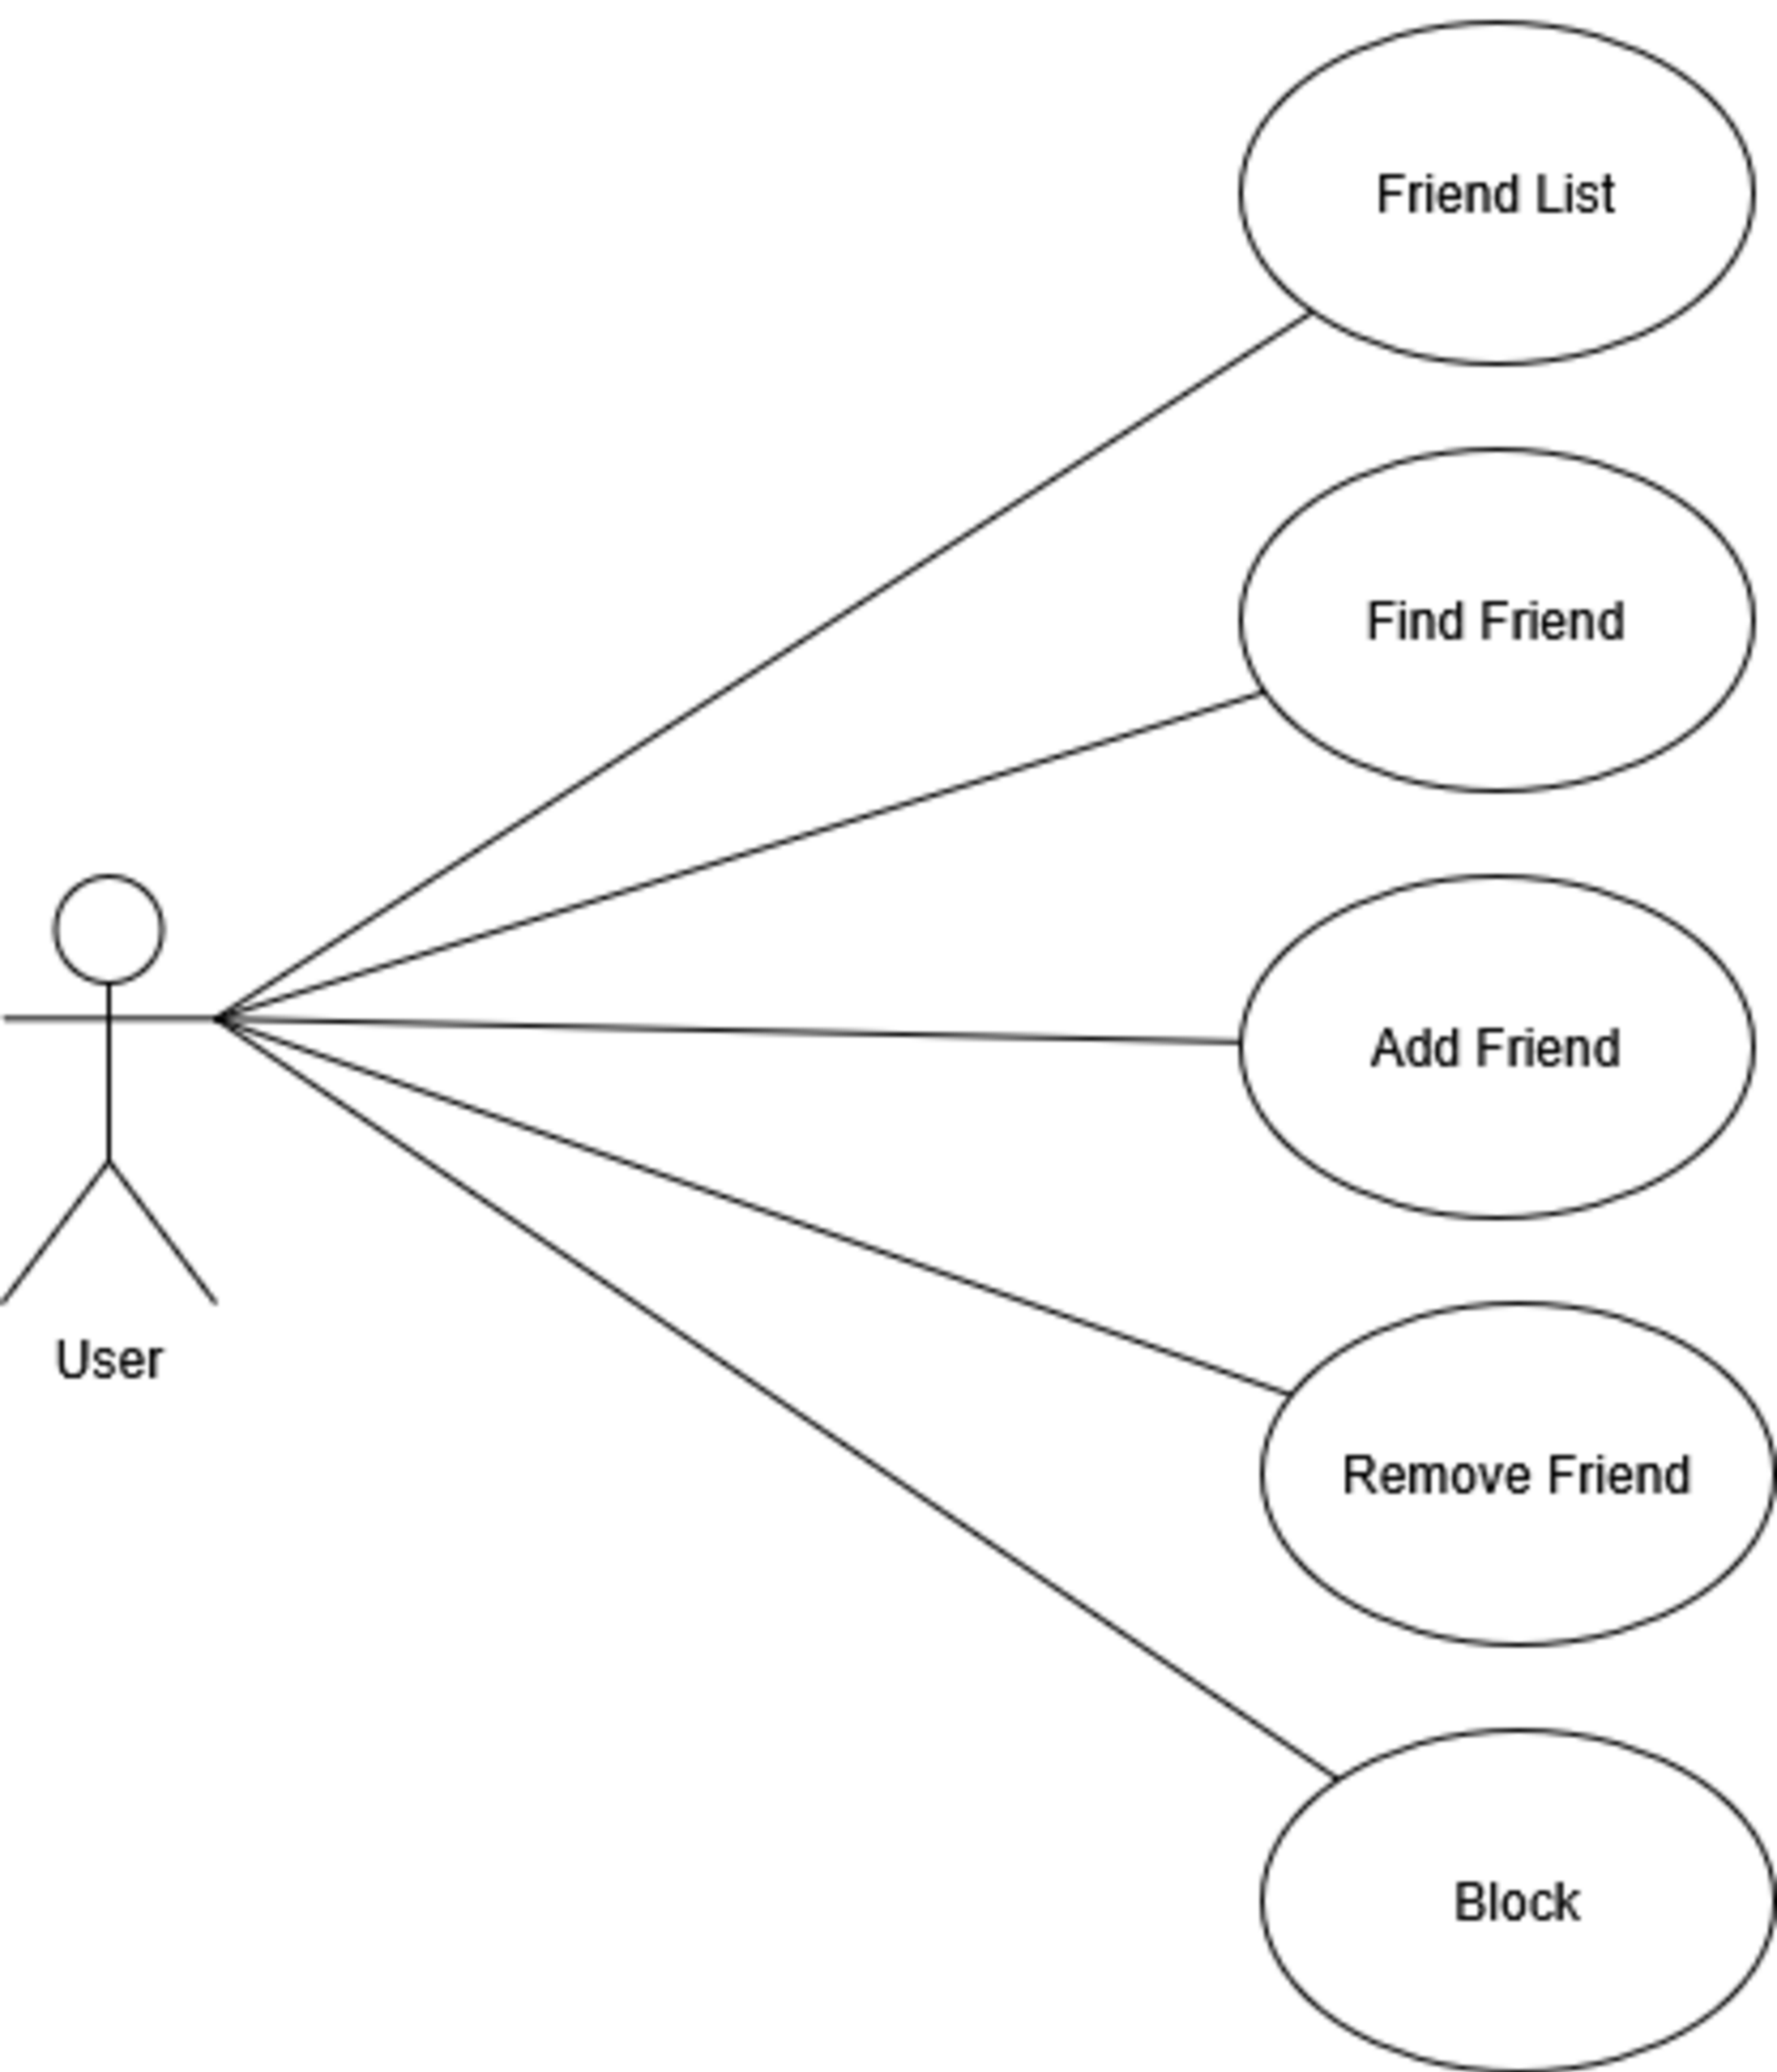 Friend List
Find Friend
Add Friend
User
Remove Friend
Block